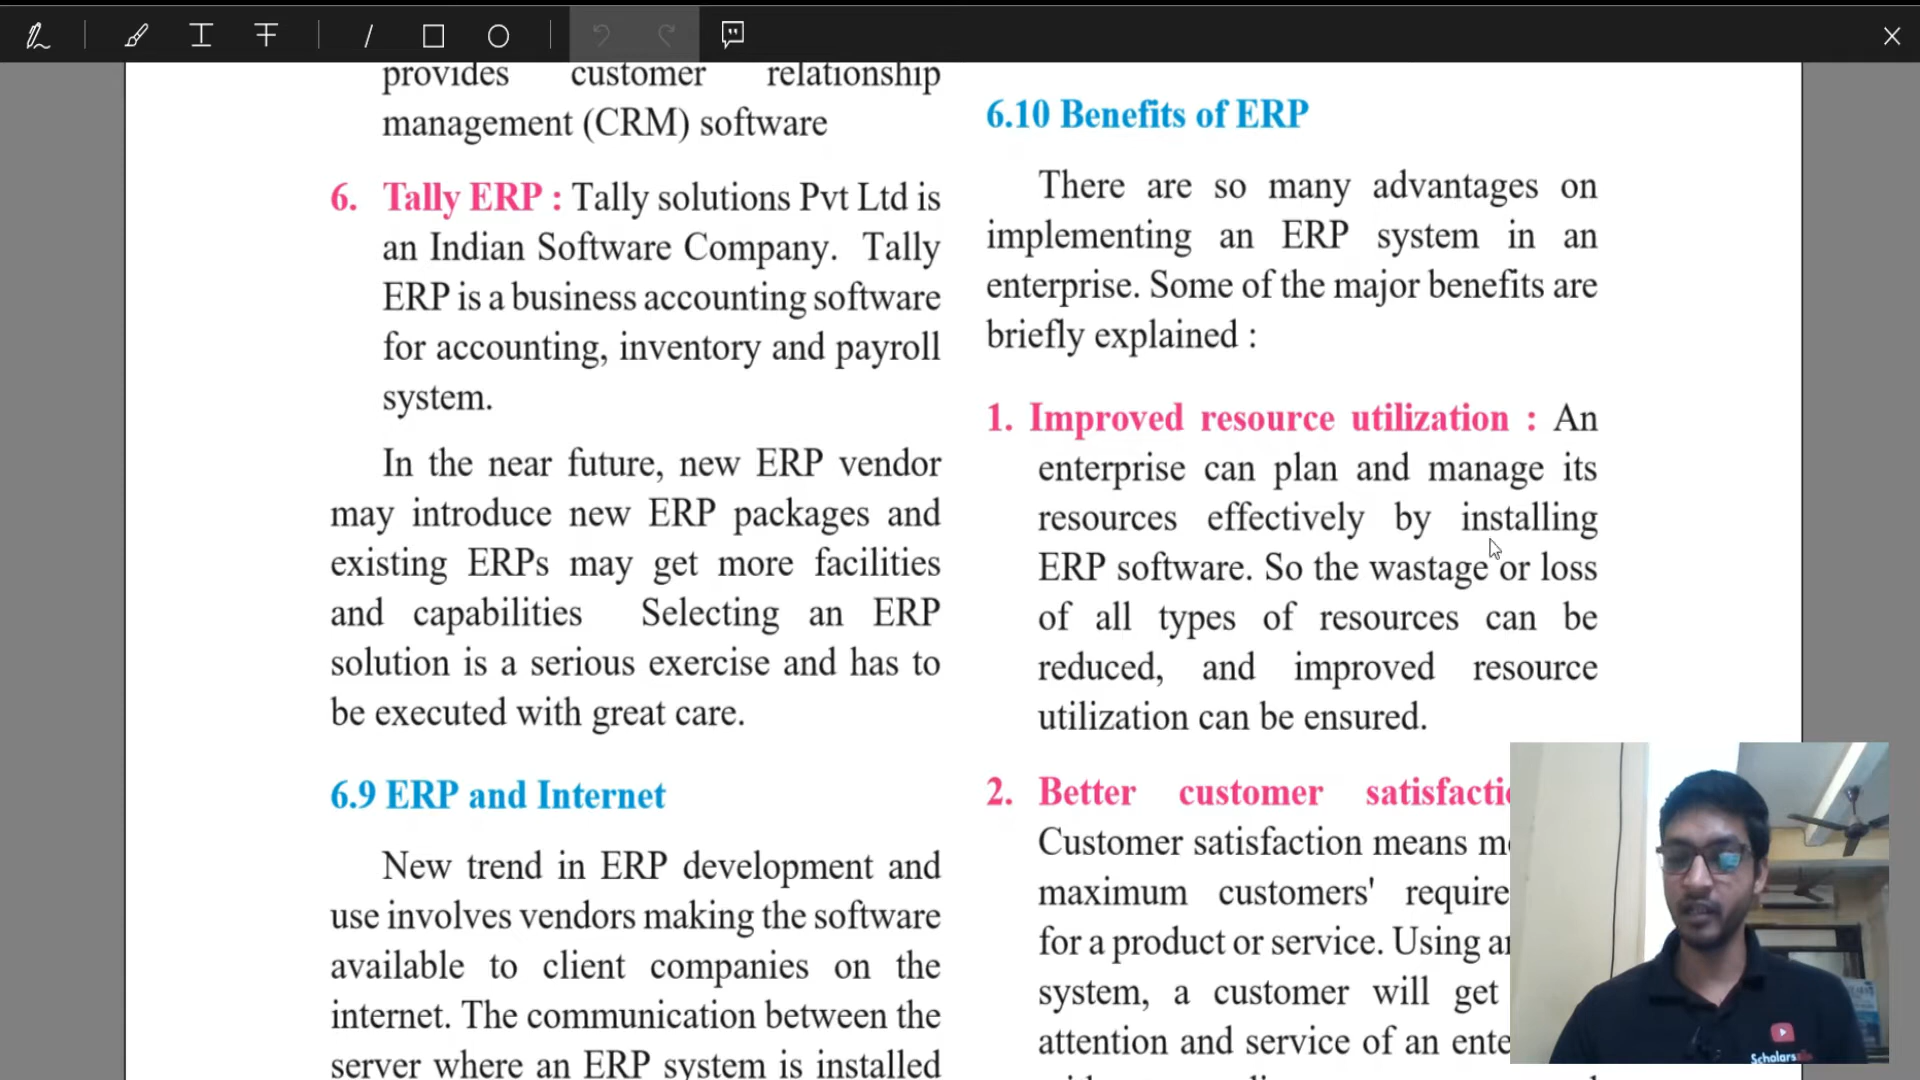 provides customer relationship
management (CRM) software
6. Tally ERP : Tally solutions Pvt Ltd is
an Indian Software Company. Tally
ERP is a business accounting software
for accounting, inventory and payroll
system.
In the near future, new ERP vendor
may introduce new ERP packages and
existing ERPs may get more facilities
and capabilities Selecting an ERP
solution is a serious exercise and has to
be executed with great care.
6.9 ERP and Internet
New trend in ERP development and
use involves vendors making the software
available to client companies on the
internet. The communication between the
server where an ERP system is installed
6.10 Benefits of ERP
There are so many advantages on
implementing an ERP system in an
enterprise. Some of the major benefits are
briefly explained :
1. Improved resource utilization : An
enterprise can plan and manage its
resources effectively by installing
ERP software. So the wastage or loss
of all types of resources can be
reduced, and improved resource
utilization can be ensured.
2. Better customer
Customer satisfaction means
maximum customers'
for a product or service. Using
system, a customer will get
attention and service of an